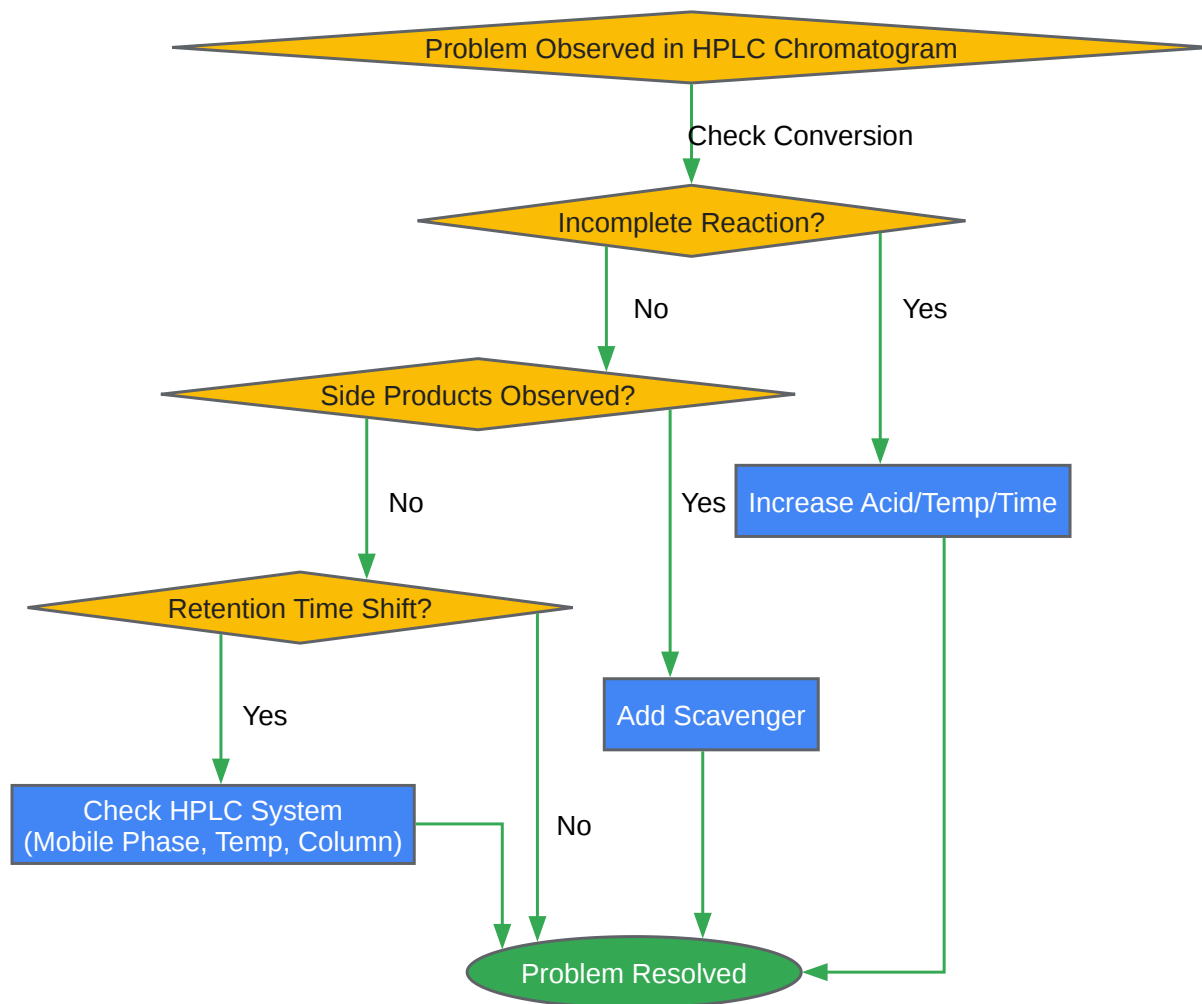 Problem Observed in HPLC Chromatogram
Check Conversion
Incomplete Reaction?
No
Yes
Side Products Observed?
No
Yes
Increase Acid/Temp/Time
Retention Time Shift?
Yes
Add Scavenger
Check HPLC System
(Mobile Phase, Temp, Column)
No
Problem Resolved